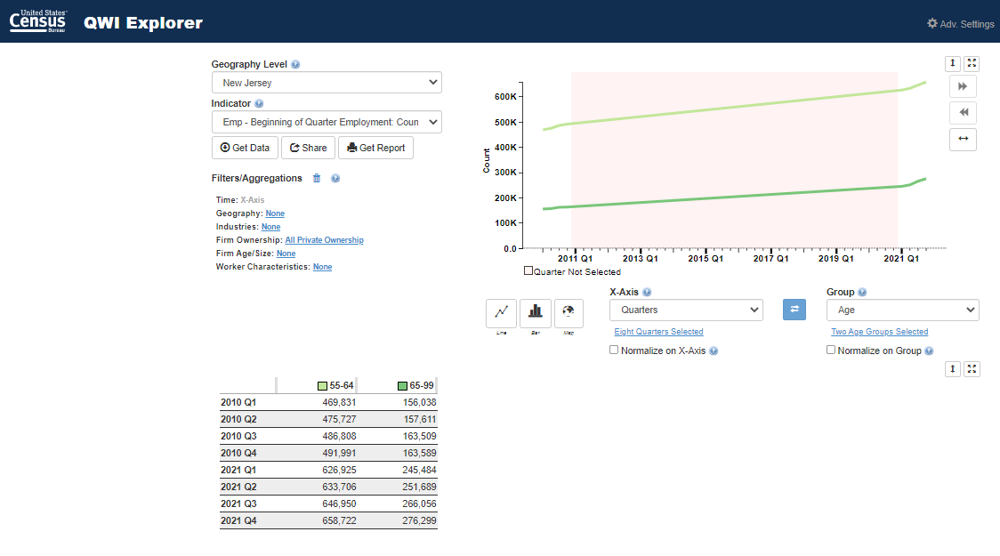 United States®
Census
Bureau
QWI Explorer
Adv. Settings
Geography Level
New Jersey
Indicator
Emp - Beginning of Quarter Employment: Coun
Get Data
Share
Get Report
Filters/Aggregations
Time: X-Axis
Geography: None
Industries: None
Firm Ownership: All Private Ownership
Firm Age/Size: None
Worker Characteristics: None
Count
600K
500K
400K
300K
200K
100K
0.0
2011 Q1 2013 Q1 2015 Q1 2017 Q1 2019 Q1 2021 Q1
Quarter Not Selected
Line Bar Map
X-Axis
Quarters
Eight Quarters Selected
Normalize on X-Axis
Group
Age
Two Age Groups Selected
Normalize on Group
55-64 65-99
2010 Q1 469,831 156,038
2010 Q2 475,727 157,611
2010 Q3 486,808 163,509
2010 Q4 491,991 163,589
2021 Q1 626,925 245,484
2021 Q2 633,706 251,689
2021 Q3 646,950 266,056
2021 Q4 658,722 276,299